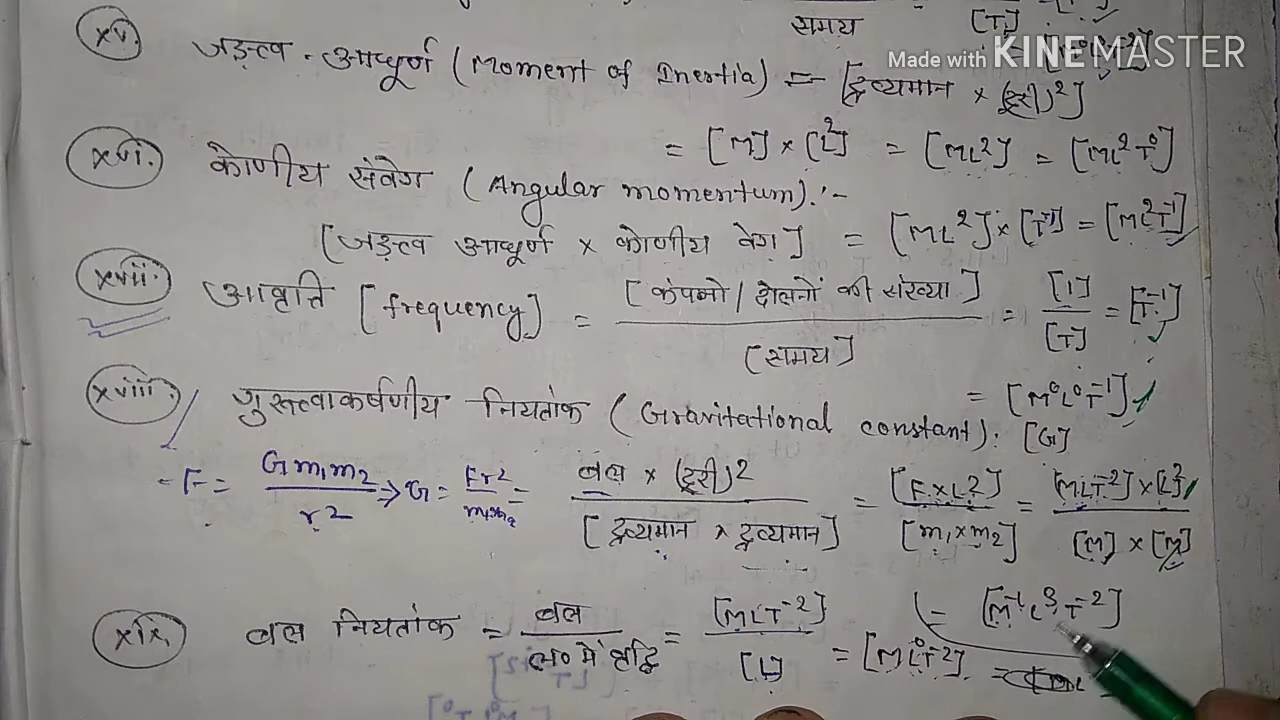 समय [T]
Made with KINEMASTER
xv. जड़त्व-आघूर्ण (Moment of Inertia) = [द्रव्यमान × (दूरी)²]
= [M] × [L²] = [ML²] = [ML²T⁰]
xvi. कोणीय संवेग (Angular momentum):-
[जड़त्व आघूर्ण × कोणीय वेग] = [ML²] × [T⁻¹] = [ML²T⁻¹]
xvii. आवृत्ति [frequency] = [कंपनो/दोलनों की संख्या] / [समय] = [1] / [T] = [T⁻¹]
= [M⁰L⁰T⁻¹]
xviii. गुरुत्वाकर्षणीय नियतांक (Gravitational constant): [G]
F = Gm₁m₂ / r² ⇒ G = Fr² / m₁m₂ = बल × (दूरी)² / [द्रव्यमान × द्रव्यमान] = [F×L²] / [m₁×m₂] = [MLT⁻²] × [L²] / [M] × [M]
= [M⁻¹L³T⁻²]
xix. बल नियतांक = बल / ल० में वृद्धि = [MLT⁻²] / [L] = [ML⁰T⁻²]